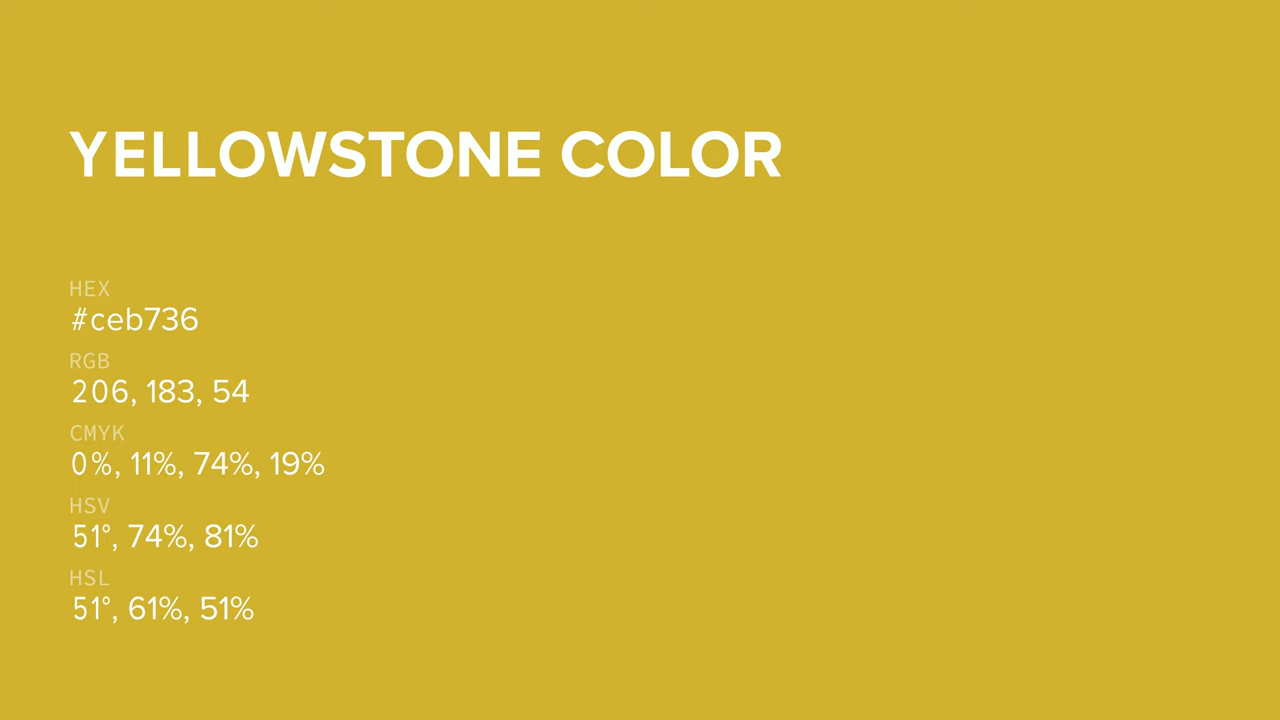 YELLOWSTONE COLOR
HEX
#ceb736
RGB
206, 183, 54
CMYK
0%, 11%, 74%, 19%
HSV
51°, 74%, 81%
HSL
51°, 61%, 51%